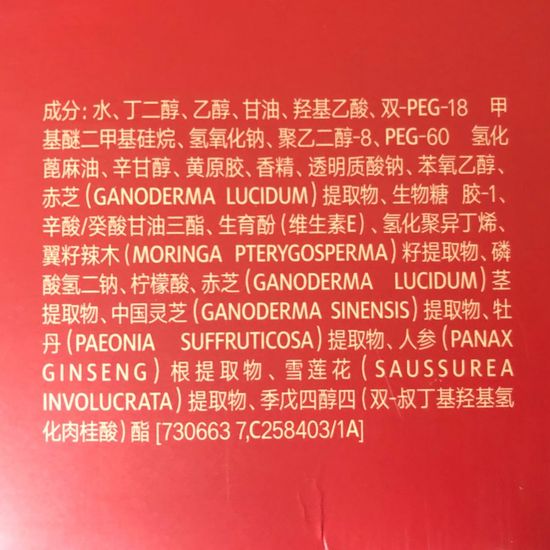 成分:水、丁二醇、乙醇、甘油、羟基乙酸、双-PEG-18 甲
基醚二甲基硅烷、氢氧化钠、聚乙二醇-8、PEG-60 氢化
蓖麻油、辛甘醇、黄原胶、香精、透明质酸钠、苯氧乙醇、
赤芝(GANODERMA LUCIDUM)提取物、生物糖 胶-1、
辛酸/癸酸甘油三酯、生育酚(维生素E)、氢化聚异丁烯、
翼籽辣木(MORINGA PTERYGOSPERMA)籽提取物、磷
酸氢二钠、柠檬酸、赤芝(GANODERMA LUCIDUM)茎
提取物、中国灵芝(GANODERMA SINENSIS)提取物、牡
丹(PAEONIA SUFFRUTICOSA)提取物、人参(PANAX
GINSENG)根提取物、雪莲花(SAUSSUREA
INVOLUCRATA)提取物、季戊四醇四(双-叔丁基羟基氢
化肉桂酸)酯 [730663 7,C258403/1A]